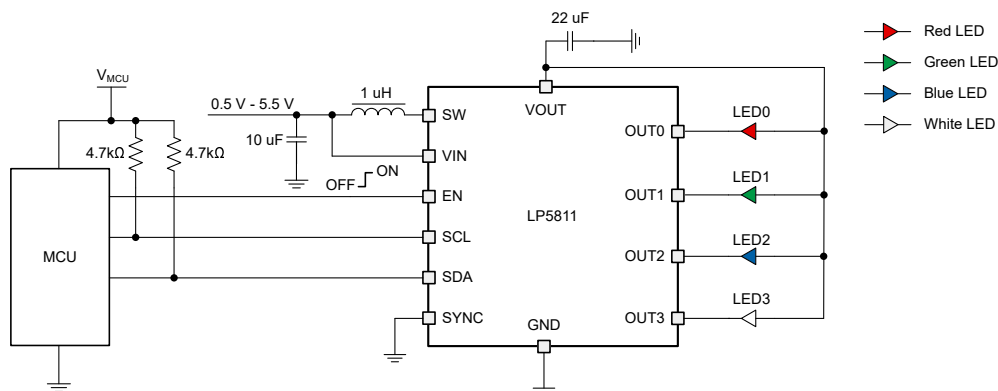 22 uF
Red LED
Green LED
Blue LED
White LED
VMCU
0.5 V - 5.5 V
1 uH
10 uF
4.7kΩ
4.7kΩ
OFF
ON
MCU
SW
VIN
EN
SCL
SDA
SYNC
VOUT
LP5811
GND
OUT0
OUT1
OUT2
OUT3
LED0
LED1
LED2
LED3